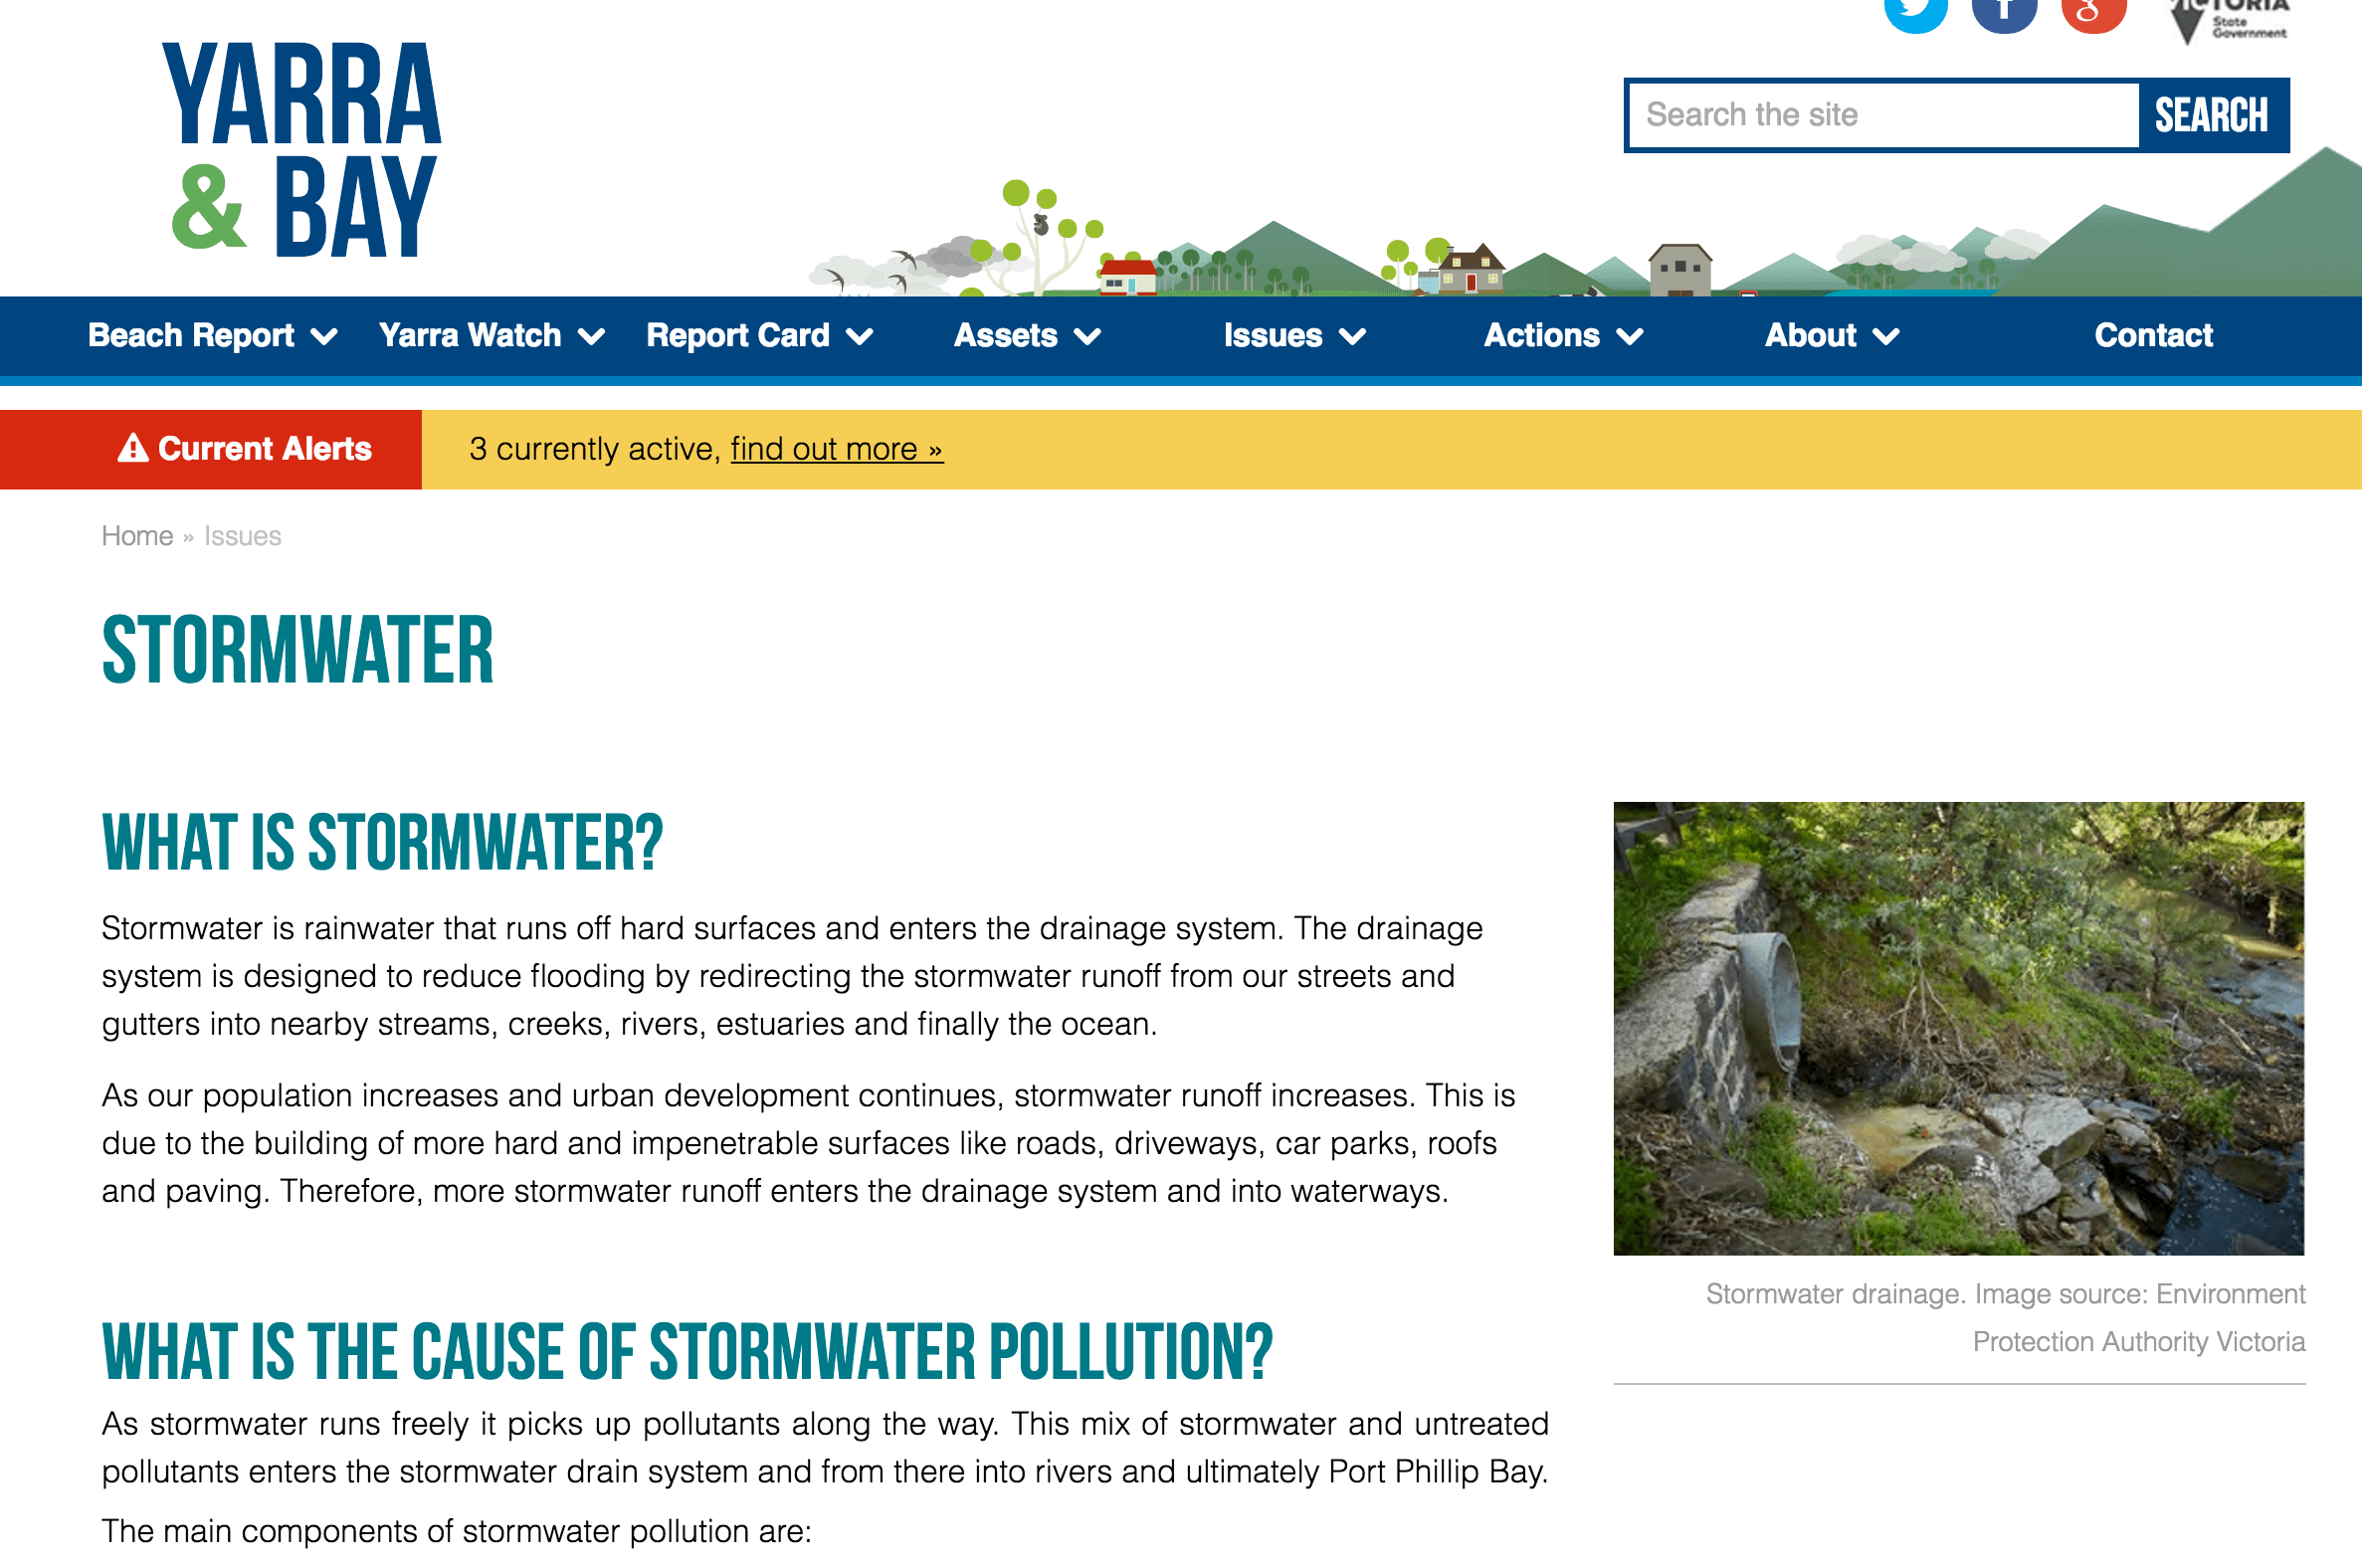 VICTORIA
State
Government
YARRA
& BAY
Search the site
SEARCH
Beach Report
Yarra Watch
Report Card
Assets
Issues
Actions
About
Contact
Current Alerts
3 currently active, find out more »
Home » Issues
STORMWATER
WHAT IS STORMWATER?
Stormwater is rainwater that runs off hard surfaces and enters the drainage system. The drainage
system is designed to reduce flooding by redirecting the stormwater runoff from our streets and
gutters into nearby streams, creeks, rivers, estuaries and finally the ocean.
As our population increases and urban development continues, stormwater runoff increases. This is
due to the building of more hard and impenetrable surfaces like roads, driveways, car parks, roofs
and paving. Therefore, more stormwater runoff enters the drainage system and into waterways.
Stormwater drainage. Image source: Environment
Protection Authority Victoria
WHAT IS THE CAUSE OF STORMWATER POLLUTION?
As stormwater runs freely it picks up pollutants along the way. This mix of stormwater and untreated
pollutants enters the stormwater drain system and from there into rivers and ultimately Port Phillip Bay.
The main components of stormwater pollution are: